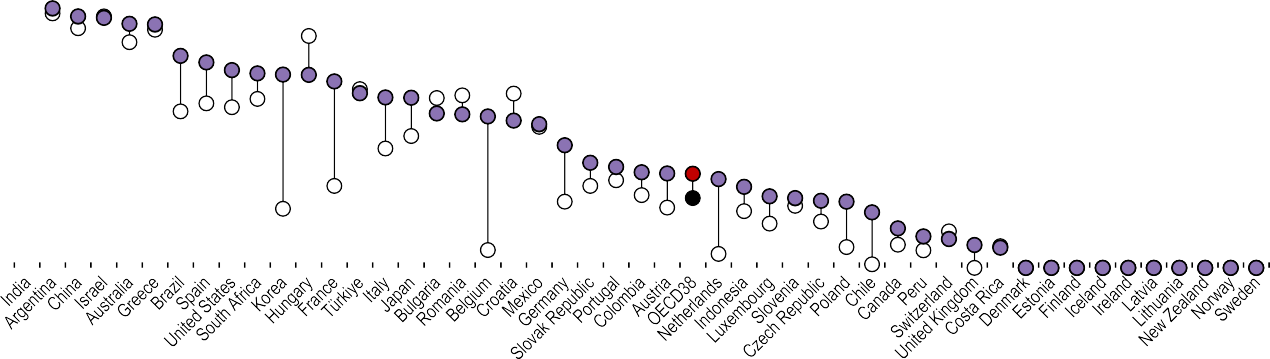 India
Argentina
China
Israel
Australia
Greece
Brazil
Spain
United States
South Africa
Korea
Hungary
France
Türkiye
Italy
Japan
Bulgaria
Romania
Belgium
Croatia
Mexico
Germany
Slovak Republic
Portugal
Colombia
Austria
OECD38
Netherlands
Indonesia
Luxembourg
Slovenia
Czech Republic
Poland
Chile
Canada
Peru
Switzerland
United Kingdom
Costa Rica
Denmark
Estonia
Finland
Iceland
Ireland
Latvia
Lithuania
New Zealand
Norway
Sweden